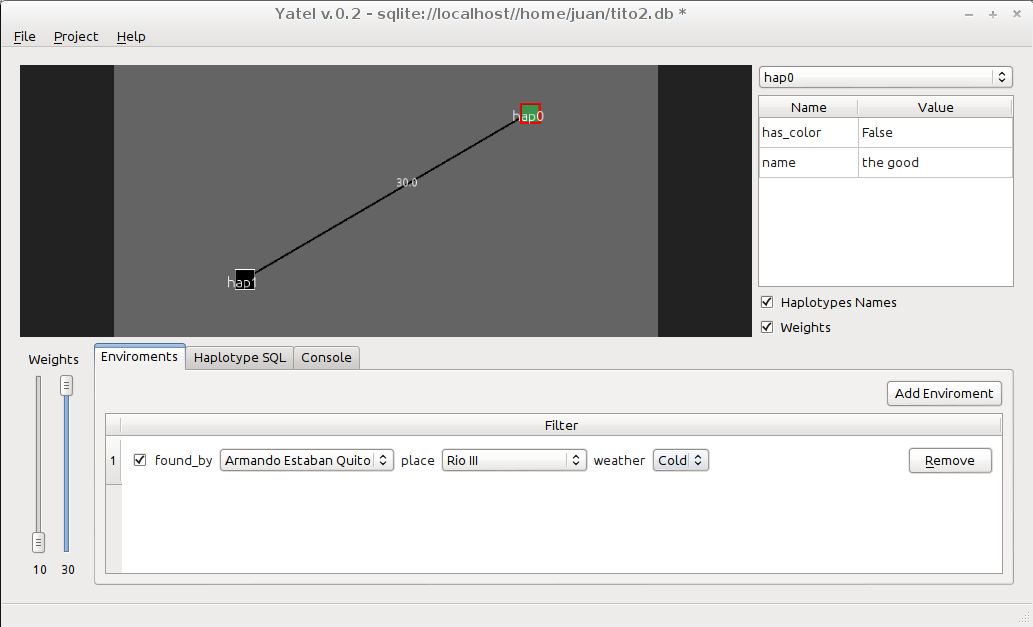 Yatel v.0.2 - sqlite://localhost//home/juan/tito2.db *
File Project Help
hap0
30.0
hap1
hap0
Name Value
has_color False
name the good
Haplotypes Names
Weights
Weights
10 30
Enviroments Haplotype SQL Console
Add Enviroment
Filter
1 found_by Armando Estaban Quito place Rio III weather Cold Remove